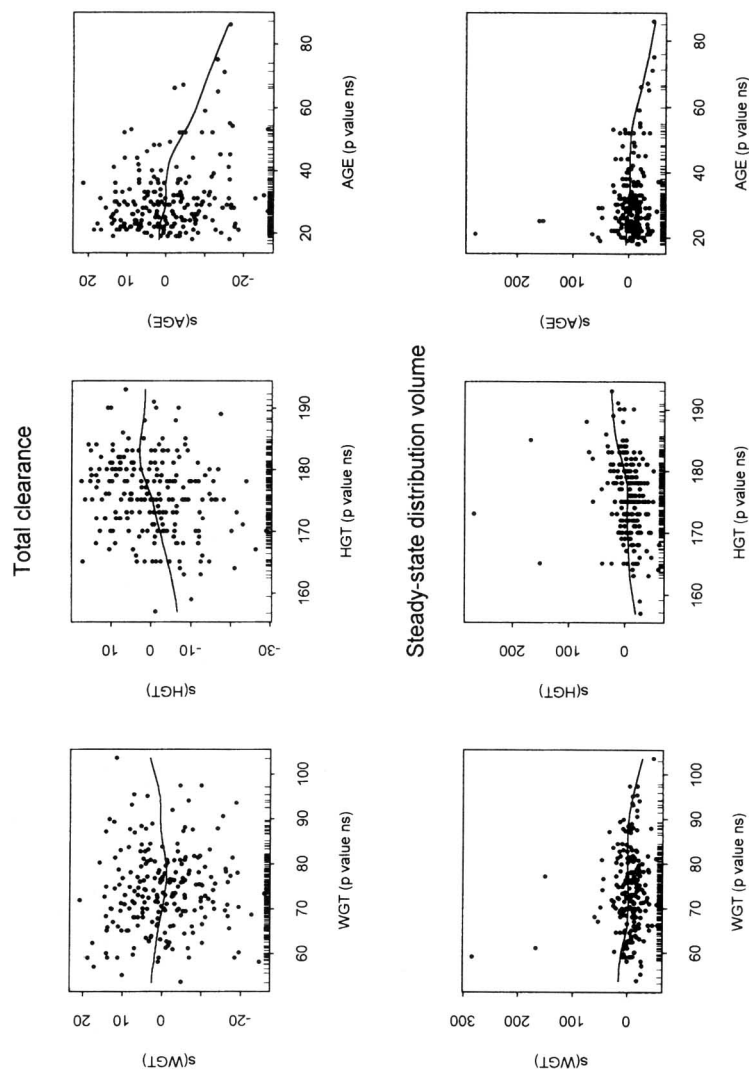 Total clearance
s(WGT)
20
10
0
-20
60 70 80 90 100
WGT (p value ns)
s(HGT)
10
0
-10
-30
160 170 180 190
HGT (p value ns)
s(AGE)
20
10
0
-20
20 40 60 80
AGE (p value ns)
Steady-state distribution volume
s(WGT)
300
200
100
0
60 70 80 90 100
WGT (p value ns)
s(HGT)
200
100
0
160 170 180 190
HGT (p value ns)
s(AGE)
200
100
0
20 40 60 80
AGE (p value ns)